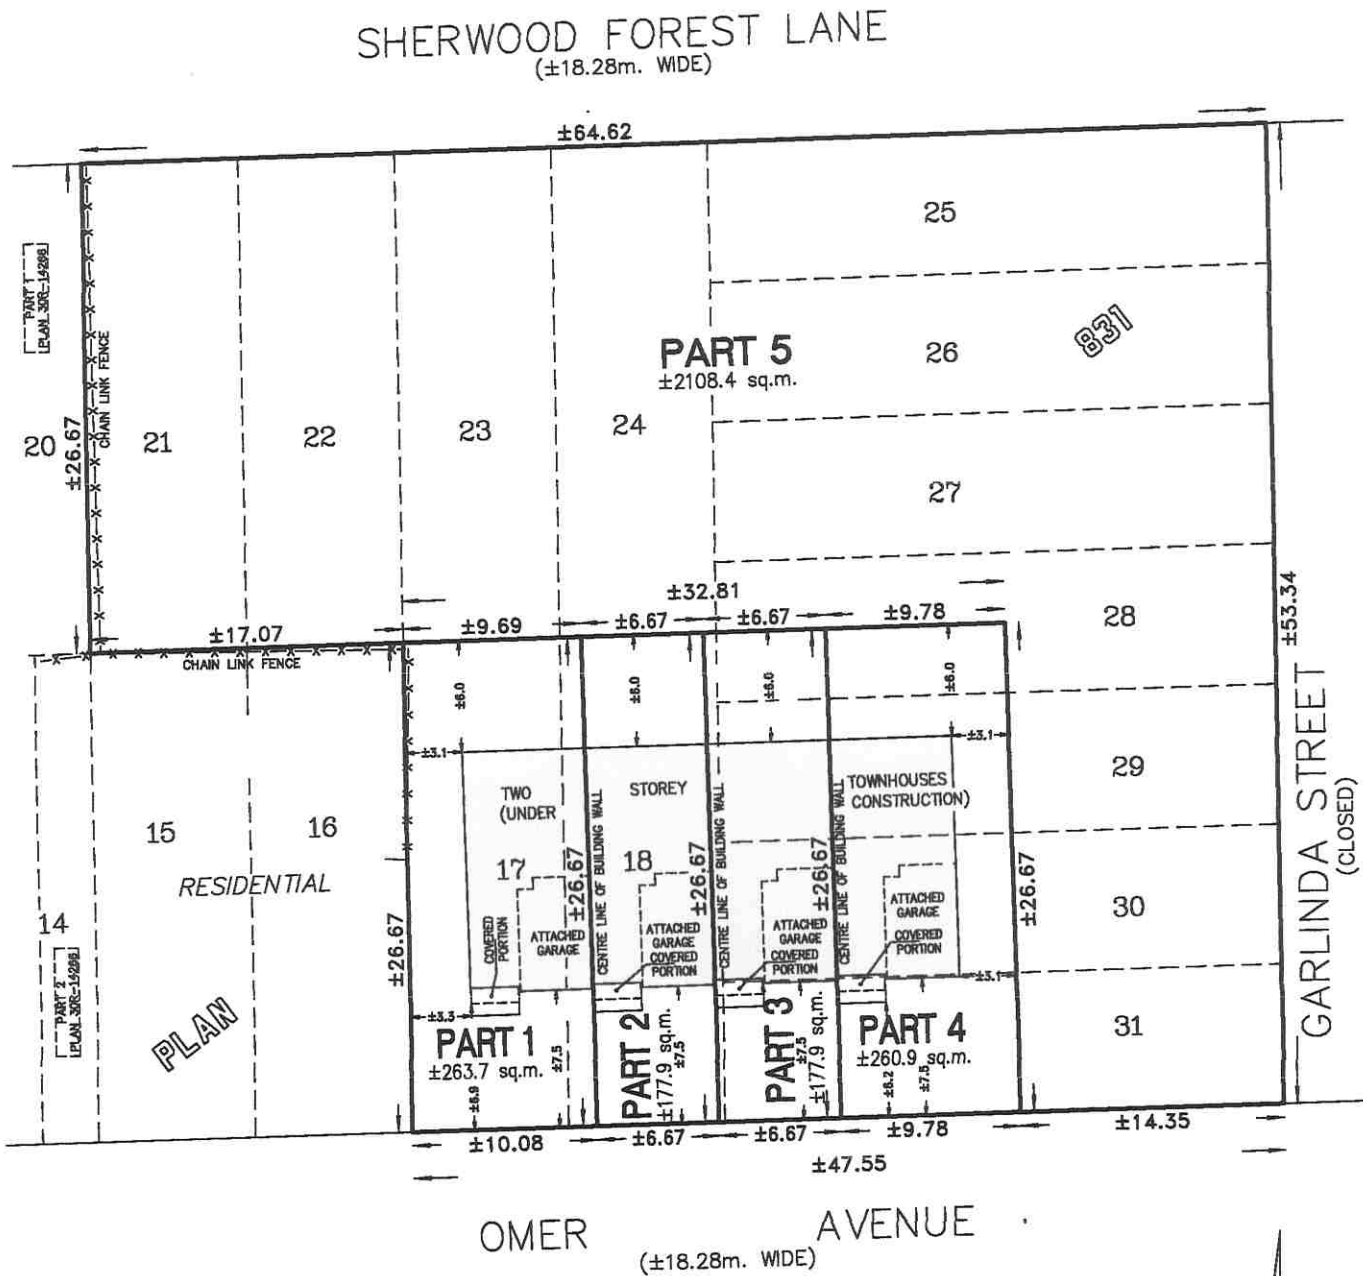 SHERWOOD FOREST LANE
(±18.28m. WIDE)
±64.62
25
PART 1
PLAN 30R-14266
831
26
PART 5
±2108.4 sq.m.
CHAIN LINK FENCE
20
±26.67
21
22
23
24
27
±32.81
28
±53.34
±17.07
±9.69
±6.67
±6.67
±9.78
CHAIN LINK FENCE
±6.0
±6.0
±6.0
±6.0
±3.1
±3.1
29
TWO
(UNDER
STOREY
TOWNHOUSES
CONSTRUCTION)
CENTRE LINE OF BUILDING WALL
CENTRE LINE OF BUILDING WALL
CENTRE LINE OF BUILDING WALL
15
16
17
18
±26.67
±26.67
±26.67
±26.67
±26.67
RESIDENTIAL
GARLINDA STREET
(CLOSED)
30
14
COVERED
PORTION
ATTACHED
GARAGE
ATTACHED
GARAGE
COVERED
PORTION
ATTACHED
GARAGE
COVERED
PORTION
ATTACHED
GARAGE
COVERED
PORTION
±3.1
PART 2
PLAN 30R-14266
PLAN
±3.3
PART 1
±263.7 sq.m.
PART 2
±177.9 sq.m.
PART 3
±177.9 sq.m.
PART 4
±260.9 sq.m.
31
±6.9
±7.5
±7.5
±7.5
±6.2
±7.5
±10.08
±6.67
±6.67
±9.78
±14.35
±47.55
OMER AVENUE
(±18.28m. WIDE)